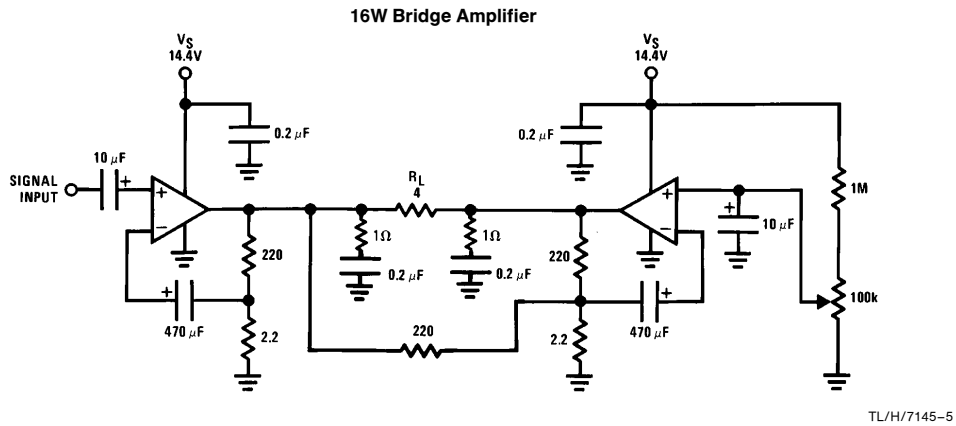 16W Bridge Amplifier
VS
14.4V
VS
14.4V
0.2 μF
0.2 μF
10 μF
SIGNAL
INPUT
+
+
−
RL
4
+
−
+
10 μF
1M
1Ω
1Ω
220
0.2 μF
0.2 μF
220
+
470 μF
2.2
220
2.2
+
470 μF
100k
TL/H/7145–5